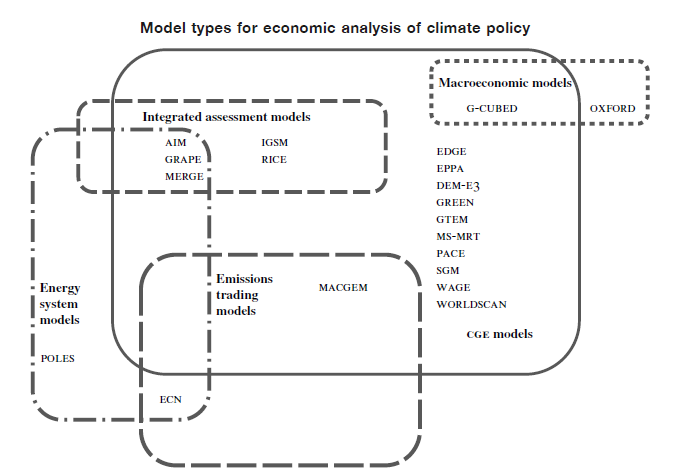 Model types for economic analysis of climate policy
Macroeconomic models
G-CUBED
OXFORD
Integrated assessment models
AIM
IGSM
GRAPE
RICE
MERGE
EDGE
EPPA
DEM-E3
GREEN
GTEM
MS-MRT
PACE
SGM
WAGE
WORLDSCAN
CGE models
Emissions
trading
models
MACGEM
Energy
system
models
POLES
ECN